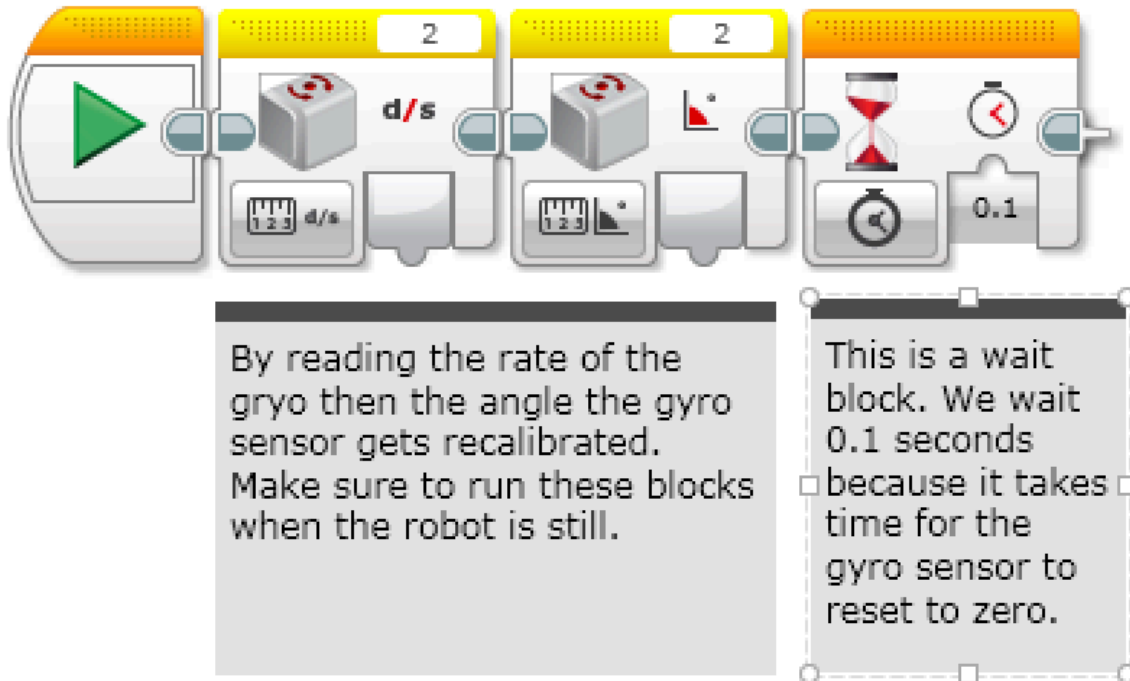 2
2
d/s
123 d/s
123
0.1
By reading the rate of the
gryo then the angle the gyro
sensor gets recalibrated.
Make sure to run these blocks
when the robot is still.
This is a wait
block. We wait
0.1 seconds
because it takes
time for the
gyro sensor to
reset to zero.